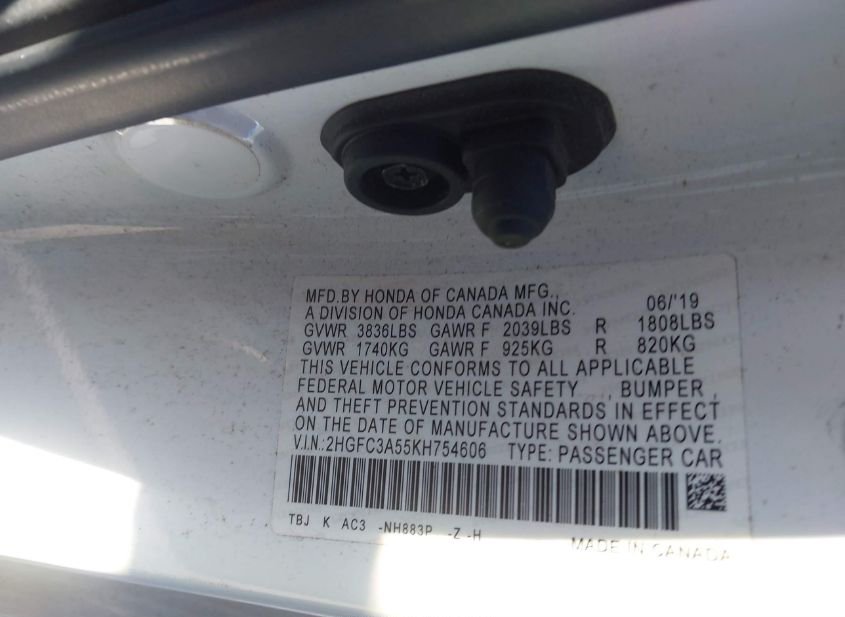 MFD.BY HONDA OF CANADA MFG.,
A DIVISION OF HONDA CANADA INC. 06/'19
GVWR 3836LBS GAWR F 2039LBS R 1808LBS
GVWR 1740KG GAWR F 925KG R 820KG
THIS VEHICLE CONFORMS TO ALL APPLICABLE
FEDERAL MOTOR VEHICLE SAFETY , BUMPER ,
AND THEFT PREVENTION STANDARDS IN EFFECT
ON THE DATE OF MANUFACTURE SHOWN ABOVE.
V.I.N.:2HGFC3A55KH754606 TYPE: PASSENGER CAR
TBJ K AC3 -NH883P -Z -H
MADE IN CANADA